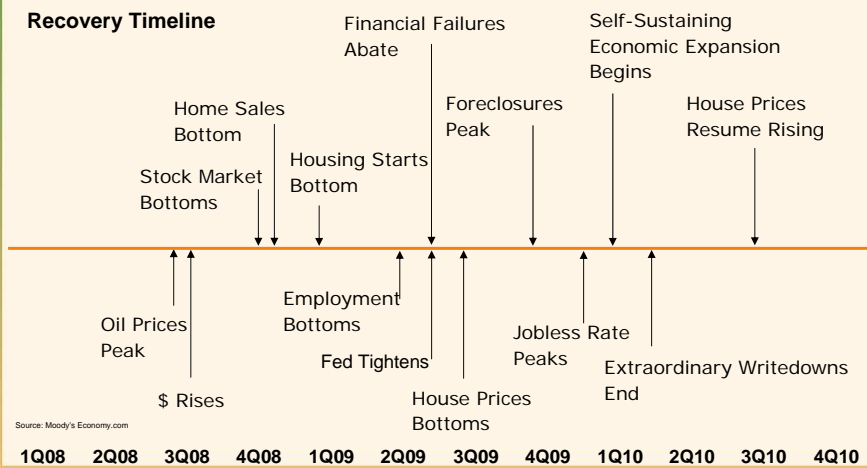 Recovery Timeline
Financial Failures
Abate
Self-Sustaining
Economic Expansion
Begins
Home Sales
Bottom
Foreclosures
Peak
House Prices
Resume Rising
Stock Market
Bottoms
Housing Starts
Bottom
Oil Prices
Peak
$ Rises
Employment
Bottoms
Fed Tightens
House Prices
Bottoms
Jobless Rate
Peaks
Extraordinary Writedowns
End
Source: Moody's Economy.com
1Q08 2Q08 3Q08 4Q08 1Q09 2Q09 3Q09 4Q09 1Q10 2Q10 3Q10 4Q10